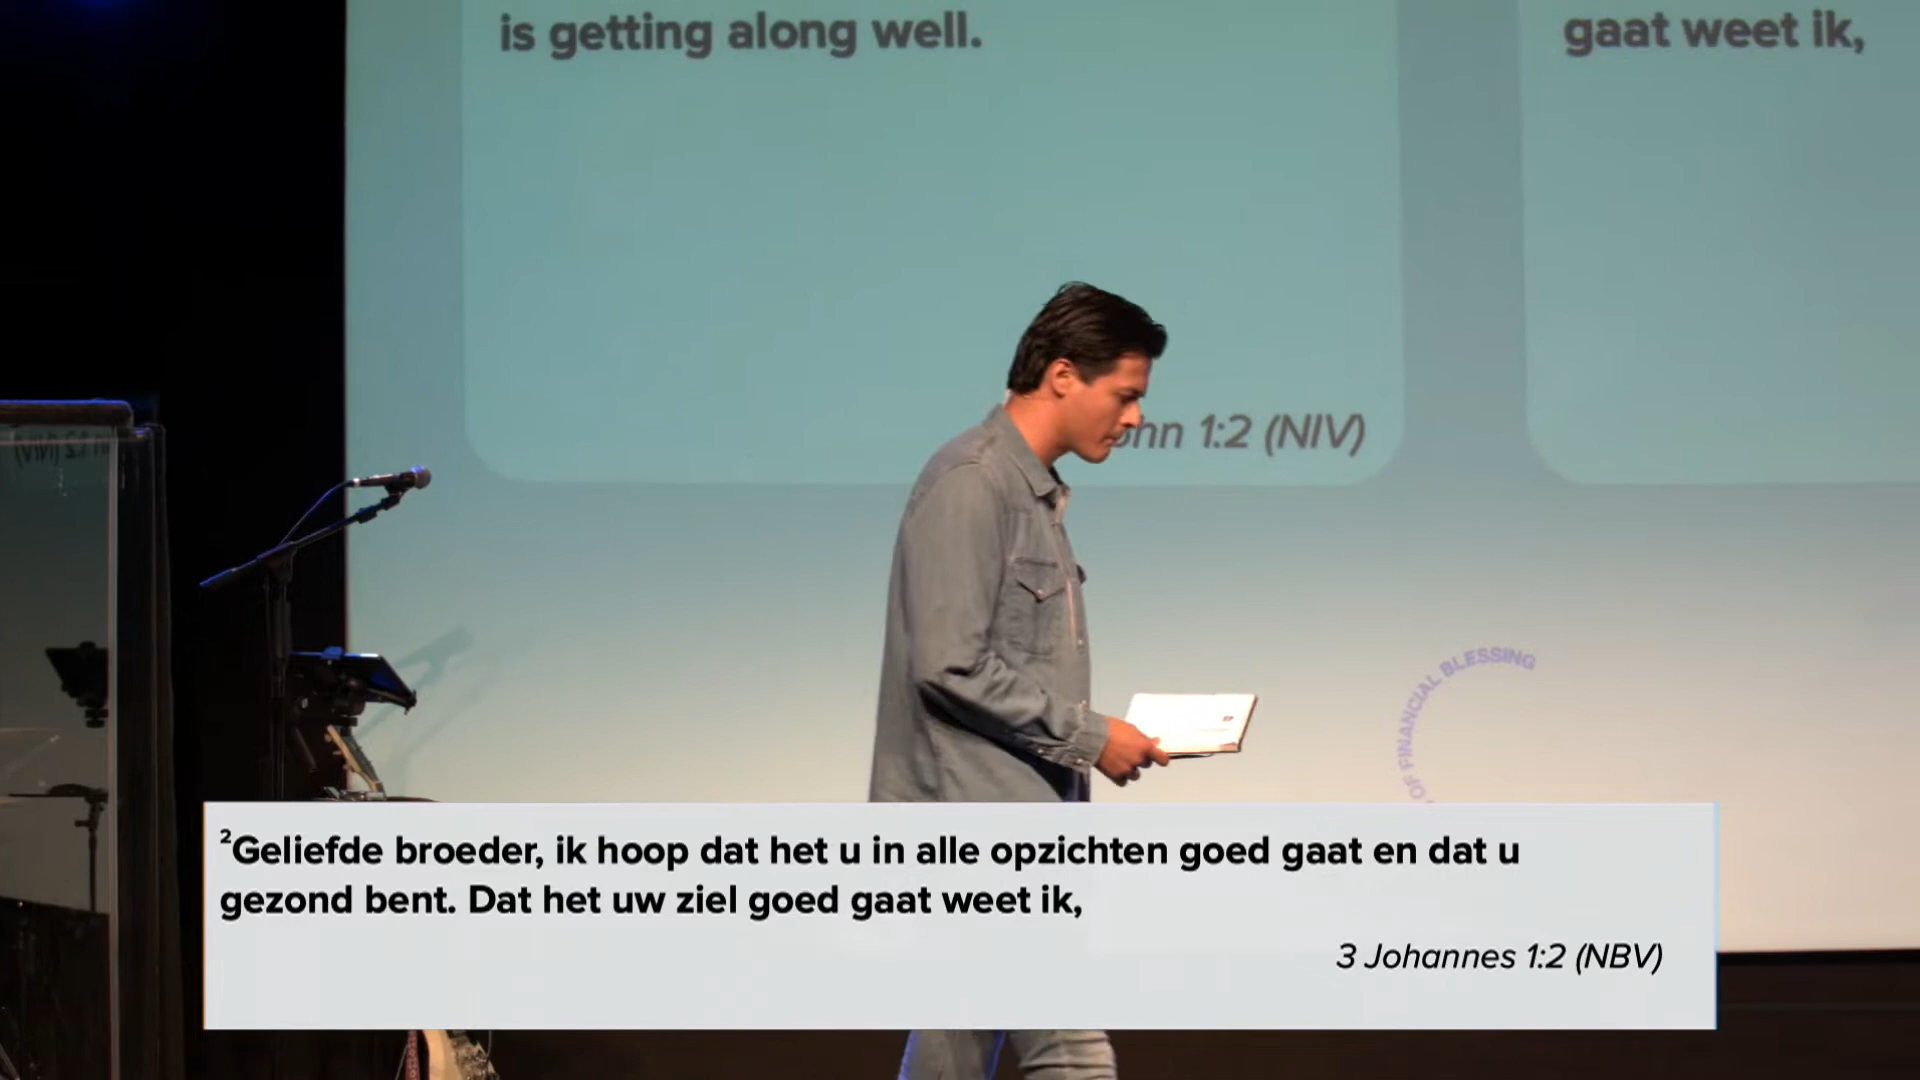 is getting along well.
gaat weet ik,
ohn 1:2 (NIV)
OF FINANCIAL BLESSING
²Geliefde broeder, ik hoop dat het u in alle opzichten goed gaat en dat u
gezond bent. Dat het uw ziel goed gaat weet ik,
3 Johannes 1:2 (NBV)